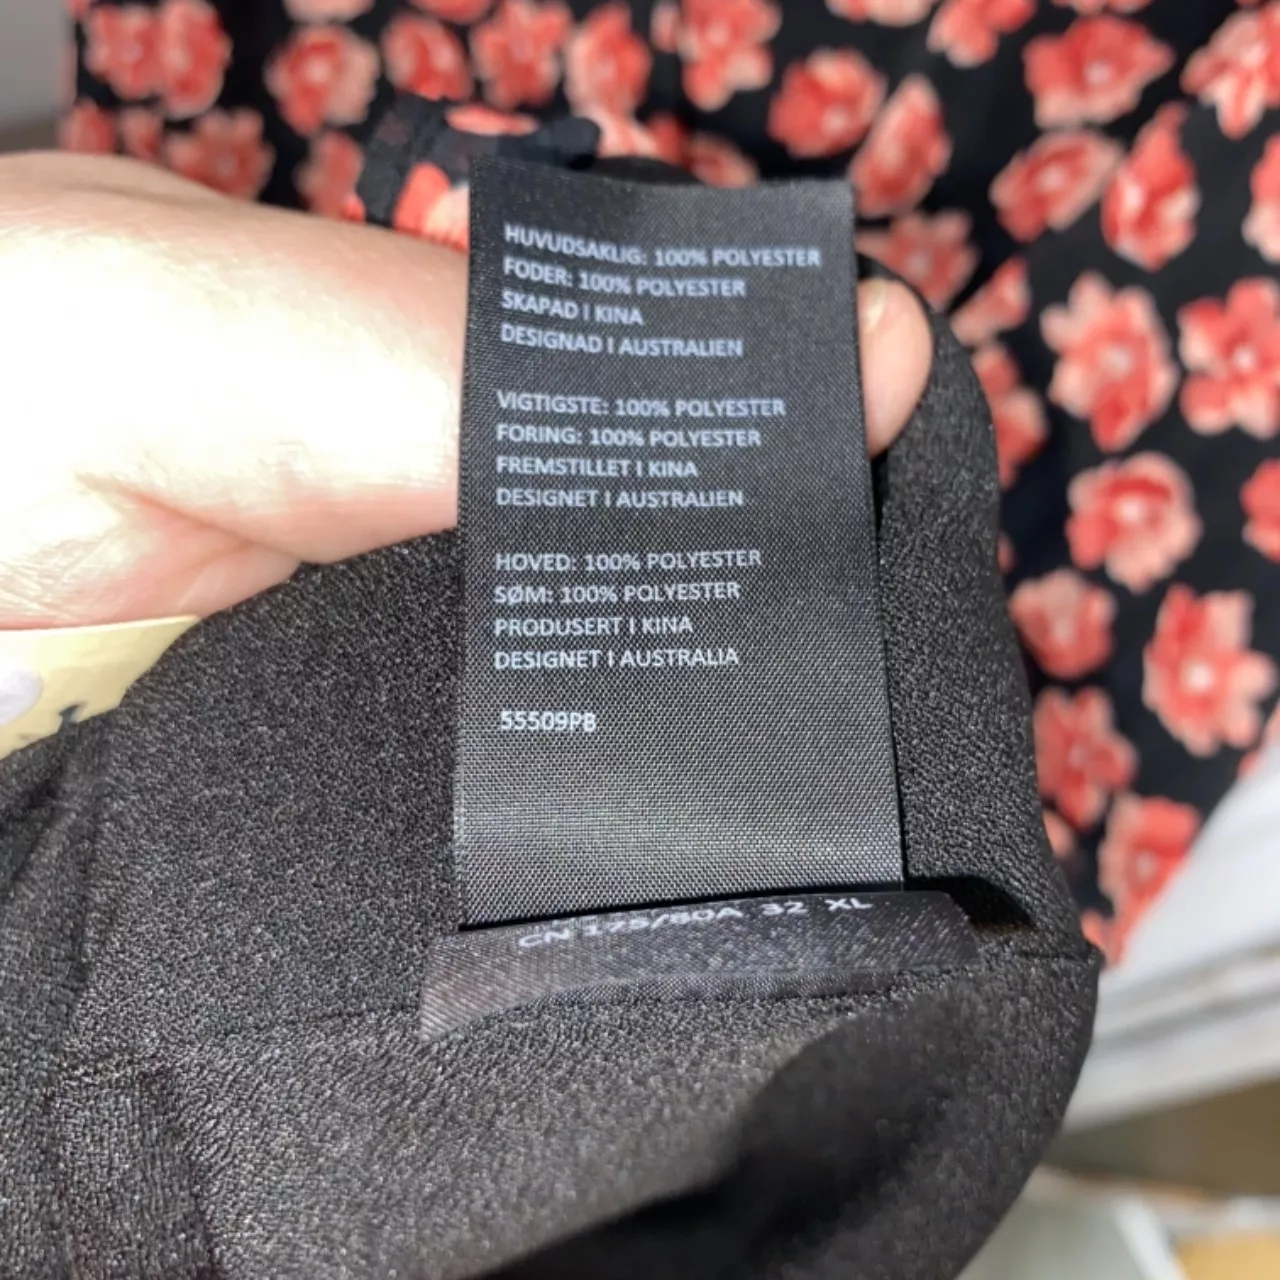 HUVUDSAKLIG: 100% POLYESTER
FODER: 100% POLYESTER
SKAPAD I KINA
DESIGNAD I AUSTRALIEN
VIGTIGSTE: 100% POLYESTER
FORING: 100% POLYESTER
FREMSTILLET I KINA
DESIGNET I AUSTRALIEN
HOVED: 100% POLYESTER
SØM: 100% POLYESTER
PRODUSERT I KINA
DESIGNET I AUSTRALIA
55509PB
CN 175/80A 32 XL